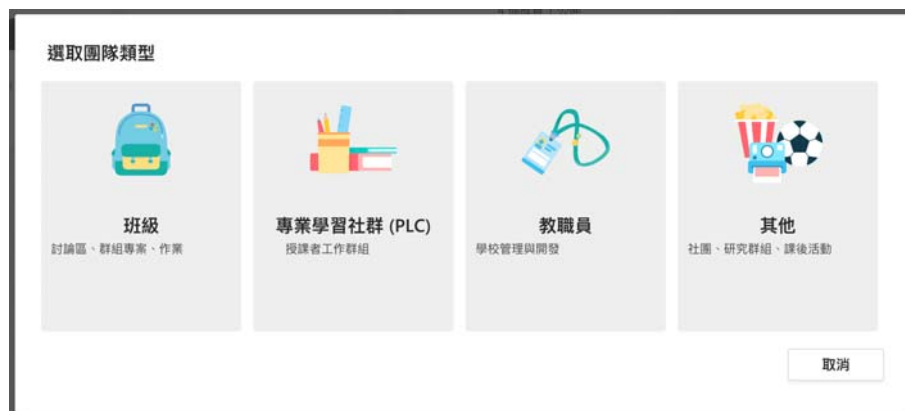 選取團隊類型
班級
討論區、群組專案、作業
專業學習社群 (PLC)
授課者工作群組
教職員
學校管理與開發
其他
社團、研究群組、課後活動
取消